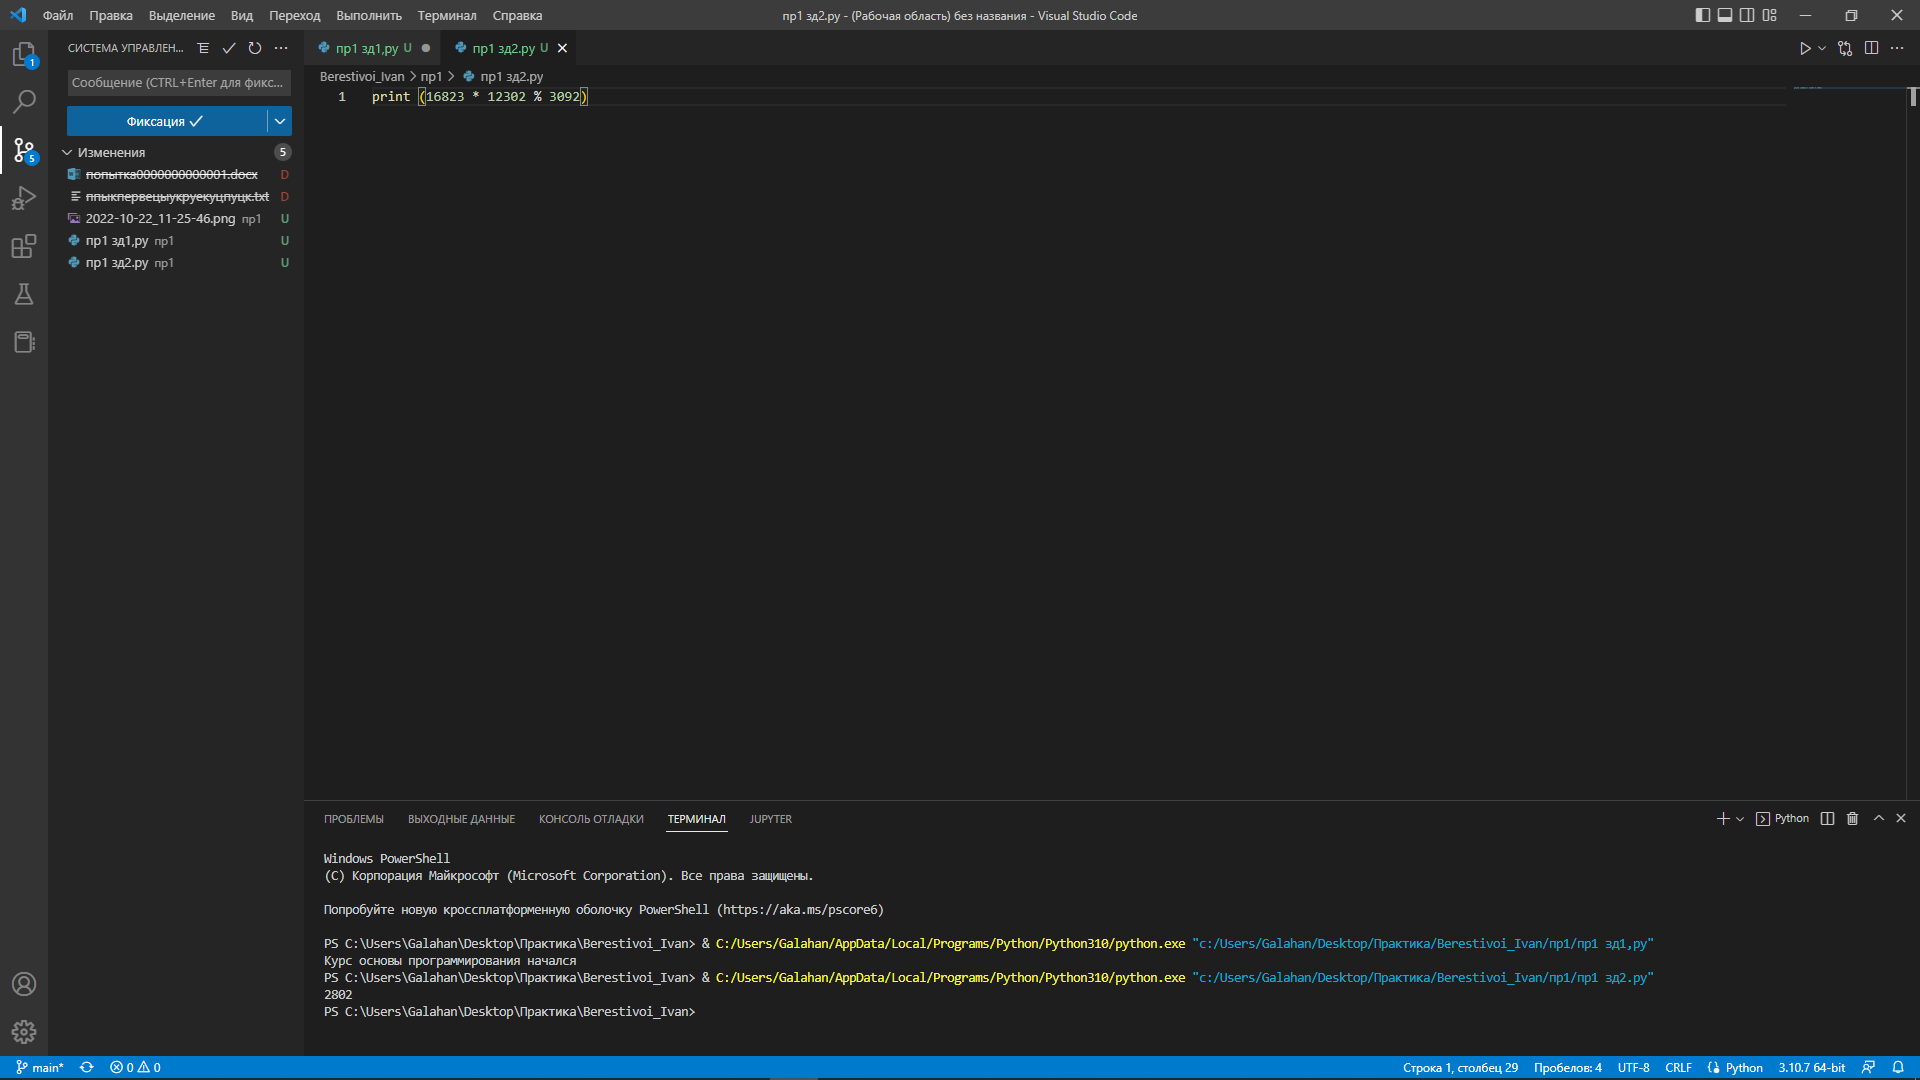 Файл Правка Выделение Вид Переход Выполнить Терминал Справка
пр1 зд2.py - (Рабочая область) без названия - Visual Studio Code
СИСТЕМА УПРАВЛЕН...
пр1 зд1,py U
пр1 зд2.py U
Berestivoi_Ivan > пр1 > пр1 зд2.py
Сообщение (CTRL+Enter для фикс...
1 print (16823 * 12302 % 3092)
1
Фиксация
Изменения 5
попытка0000000000001.docx D
ппыкпервецыукруекуцпуцк.txt D
2022-10-22_11-25-46.png пр1 U
пр1 зд1,py пр1 U
пр1 зд2.py пр1 U
5
ПРОБЛЕМЫ ВЫХОДНЫЕ ДАННЫЕ КОНСОЛЬ ОТЛАДКИ ТЕРМИНАЛ JUPYTER
Python
Windows PowerShell
(C) Корпорация Майкрософт (Microsoft Corporation). Все права защищены.
Попробуйте новую кроссплатформенную оболочку PowerShell (https://aka.ms/pscore6)
PS C:\Users\Galahan\Desktop\Практика\Berestivoi_Ivan> & C:/Users/Galahan/AppData/Local/Programs/Python/Python310/python.exe "c:/Users/Galahan/Desktop/Практика/Berestivoi_Ivan/пр1/пр1 зд1,py"
Курс основы программирования начался
PS C:\Users\Galahan\Desktop\Практика\Berestivoi_Ivan> & C:/Users/Galahan/AppData/Local/Programs/Python/Python310/python.exe "c:/Users/Galahan/Desktop/Практика/Berestivoi_Ivan/пр1/пр1 зд2.py"
2802
PS C:\Users\Galahan\Desktop\Практика\Berestivoi_Ivan>
main* 0 0
Строка 1, столбец 29 Пробелов: 4 UTF-8 CRLF Python 3.10.7 64-bit